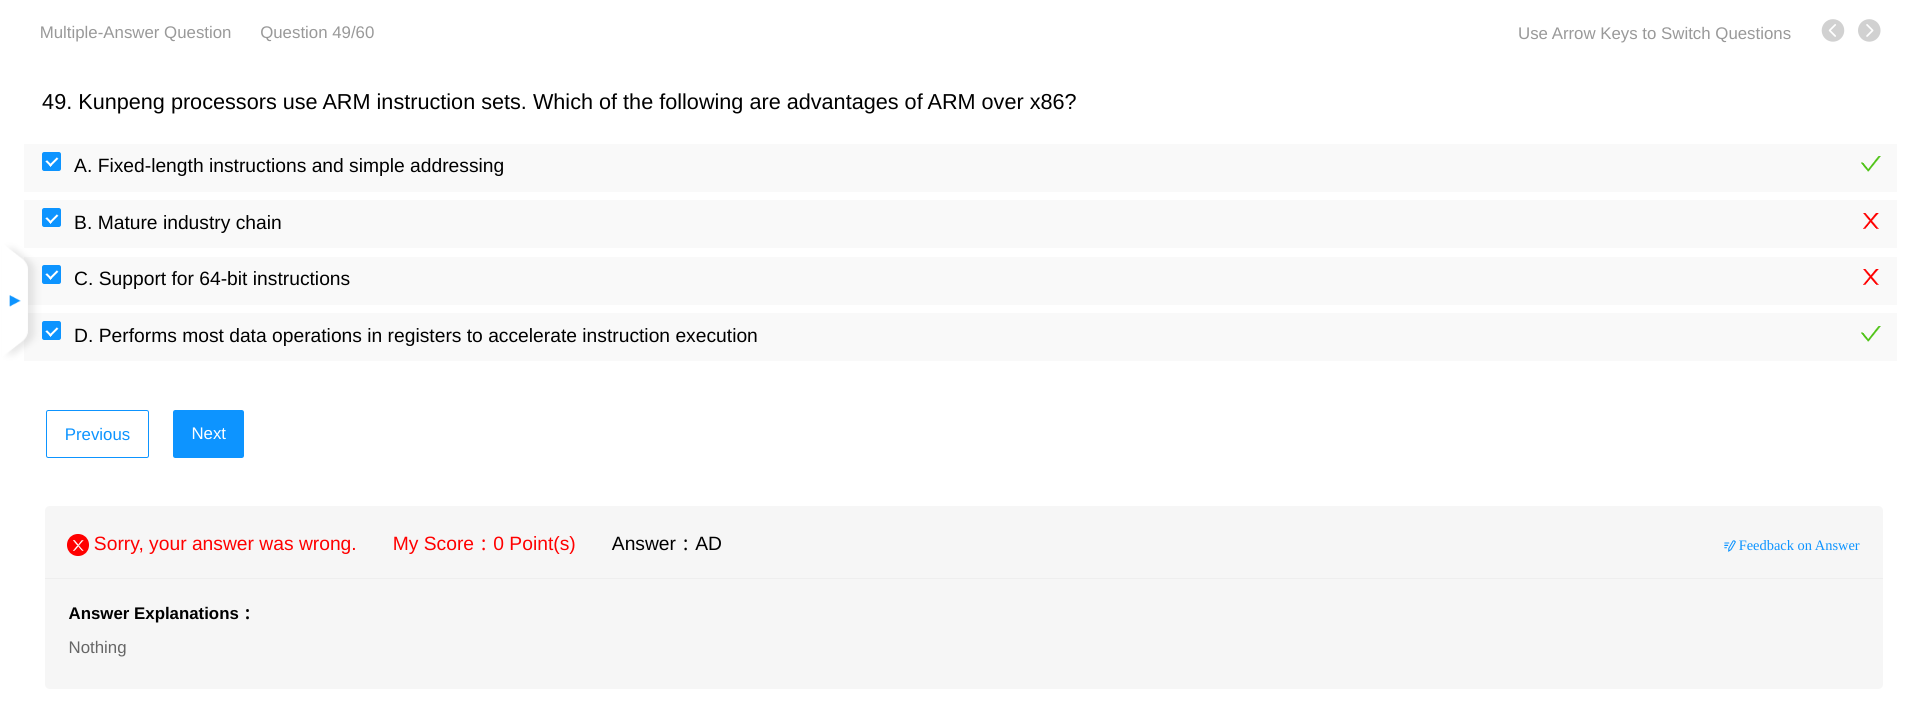 Multiple-Answer Question Question 49/60 Use Arrow Keys to Switch Questions
49. Kunpeng processors use ARM instruction sets. Which of the following are advantages of ARM over x86?
A. Fixed-length instructions and simple addressing
B. Mature industry chain
C. Support for 64-bit instructions
D. Performs most data operations in registers to accelerate instruction execution
Previous Next
Sorry, your answer was wrong. My Score：0 Point(s) Answer：AD Feedback on Answer
Answer Explanations：
Nothing